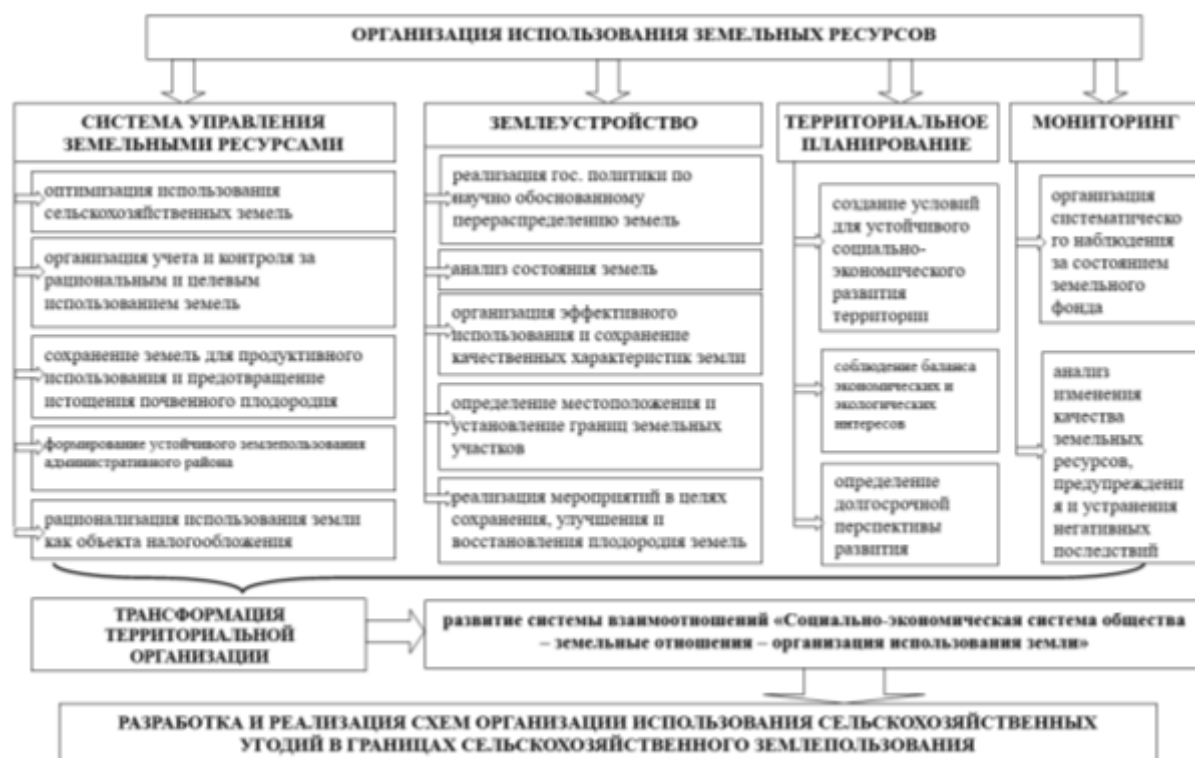 ОРГАНИЗАЦИЯ ИСПОЛЬЗОВАНИЯ ЗЕМЕЛЬНЫХ РЕСУРСОВ
СИСТЕМА УПРАВЛЕНИЯ
ЗЕМЕЛЬНЫМИ РЕСУРСАМИ
оптимизация использования
сельскохозяйственных земель
организация учета и контроля за
рациональным и целевым
использованием земель
сохранение земель для продуктивного
использования и предотвращение
истощения почвенного плодородия
формирование устойчивого землепользования
административного района
рационализация использования земли
как объекта налогообложения
ЗЕМЛЕУСТРОЙСТВО
реализация гос. политики по
научно обоснованному
перераспределению земель
анализ состояния земель
организация эффективного
использования и сохранение
качественных характеристик земли
определение местоположения и
установление границ земельных
участков
реализация мероприятий в целях
сохранения, улучшения и
восстановления плодородия земель
ТЕРРИТОРИАЛЬНОЕ
ПЛАНИРОВАНИЕ
создание условий
для устойчивого
социально-
экономического
развития
территории
соблюдение баланса
экономических и
экологических
интересов
определение
долгосрочной
перспективы
развития
МОНИТОРИНГ
организация
систематическо
го наблюдения
за состоянием
земельного
фонда
анализ
изменения
качества
земельных
ресурсов,
предупреждени
я и устранения
негативных
последствий
ТРАНСФОРМАЦИЯ
ТЕРРИТОРИАЛЬНОЙ
ОРГАНИЗАЦИИ
развитие системы взаимоотношений «Социально-экономическая система общества
– земельные отношения – организация использования земли»
РАЗРАБОТКА И РЕАЛИЗАЦИЯ СХЕМ ОРГАНИЗАЦИИ ИСПОЛЬЗОВАНИЯ СЕЛЬСКОХОЗЯЙСТВЕННЫХ
УГОДИЙ В ГРАНИЦАХ СЕЛЬСКОХОЗЯЙСТВЕННОГО ЗЕМЛЕПОЛЬЗОВАНИЯ